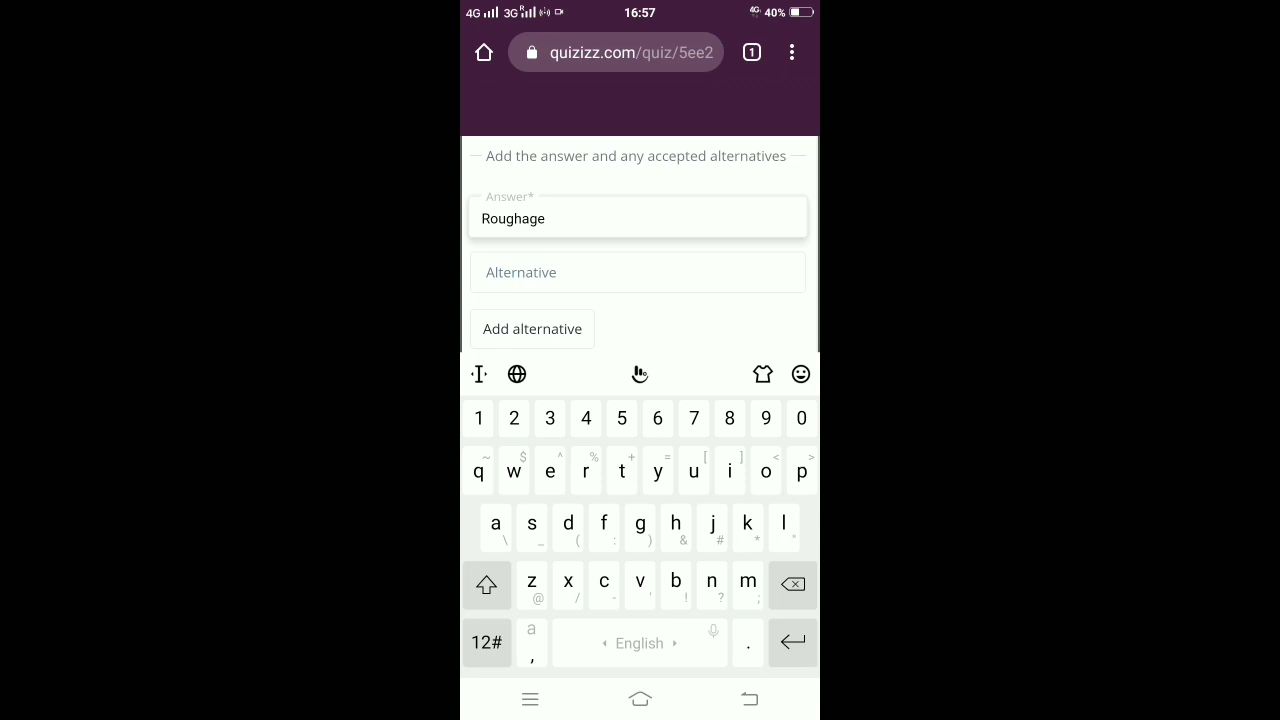 4G 3G R 16:57 4G 40%
quizizz.com/quiz/5ee2 1
Add the answer and any accepted alternatives
Answer*
Roughage
Alternative
Add alternative
1 2 3 4 5 6 7 8 9 0
~ $ ^ % + = [ ] < >
q w e r t y u i o p
a s d f g h j k l
\ _ ( : ) & # * "
z x c v b n m
@ / - ' ! ? ;
12# a , English .